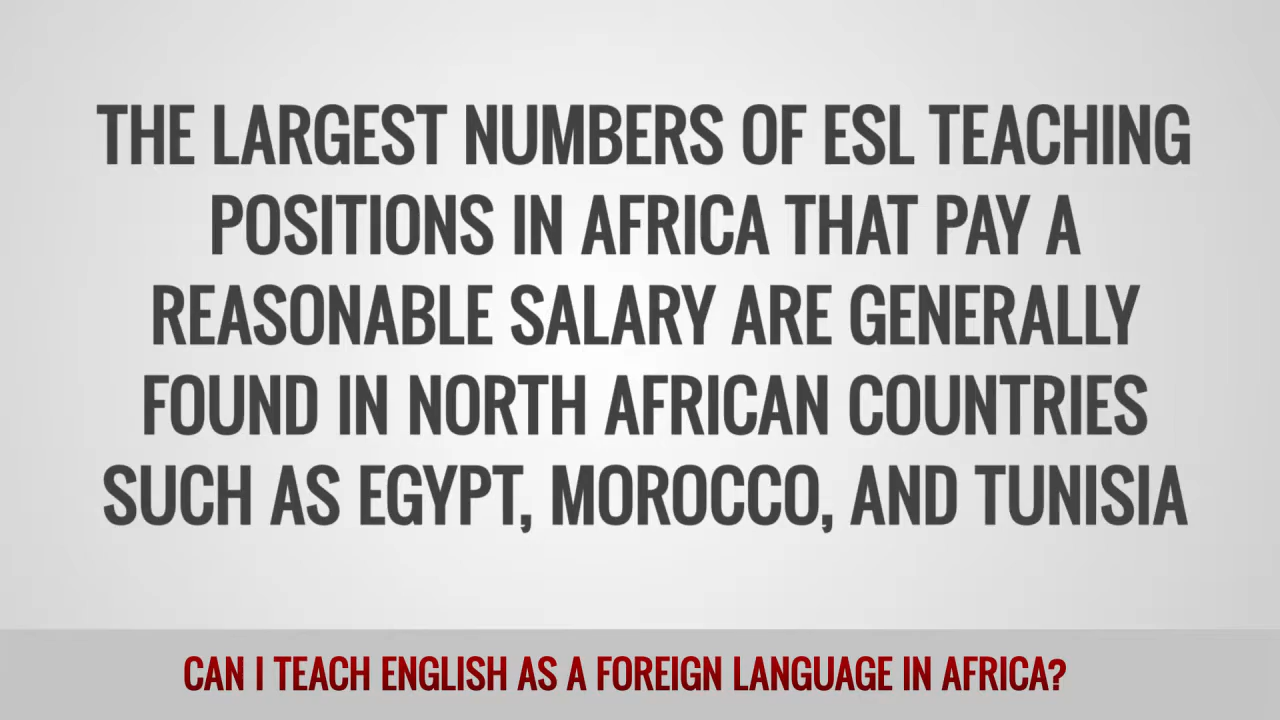 THE LARGEST NUMBERS OF ESL TEACHING
POSITIONS IN AFRICA THAT PAY A
REASONABLE SALARY ARE GENERALLY
FOUND IN NORTH AFRICAN COUNTRIES
SUCH AS EGYPT, MOROCCO, AND TUNISIA
CAN I TEACH ENGLISH AS A FOREIGN LANGUAGE IN AFRICA?